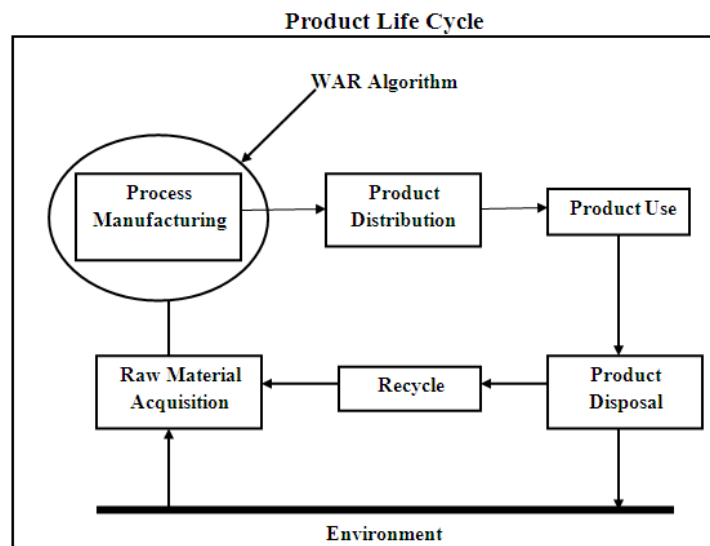 Product Life Cycle
WAR Algorithm
Process
Manufacturing
Product
Distribution
Product Use
Raw Material
Acquisition
Recycle
Product
Disposal
Environment